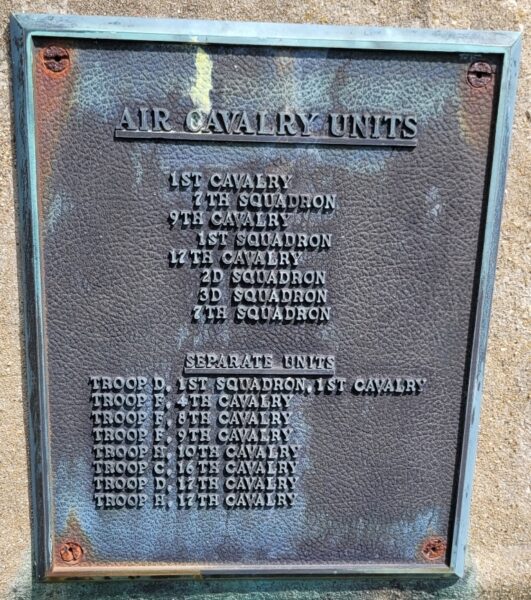 AIR CAVALRY UNITS
1ST CAVALRY
7TH SQUADRON
9TH CAVALRY
1ST SQUADRON
17TH CAVALRY
2D SQUADRON
3D SQUADRON
7TH SQUADRON
SEPARATE UNITS
TROOP D, 1ST SQUADRON, 1ST CAVALRY
TROOP F, 4TH CAVALRY
TROOP F, 8TH CAVALRY
TROOP F, 9TH CAVALRY
TROOP H, 10TH CAVALRY
TROOP C, 16TH CAVALRY
TROOP D, 17TH CAVALRY
TROOP H, 17TH CAVALRY